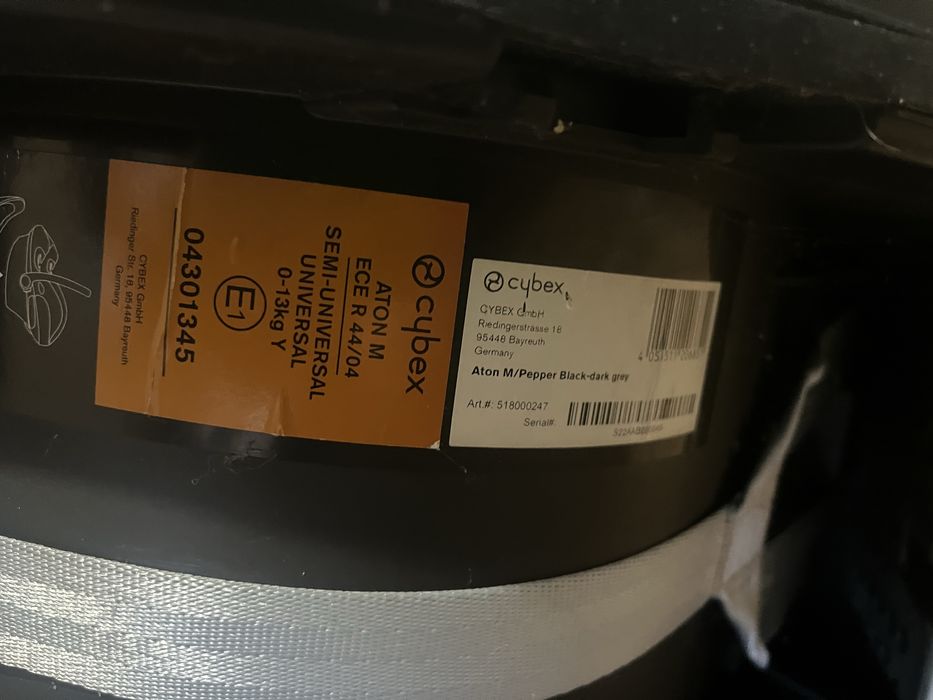 cybex
ATON M
ECE R 44/04
SEMI-UNIVERSAL
UNIVERSAL
0-13kg Y
E1
04301345
CYBEX GmbH
Riedinger Str. 18, 95448 Bayreuth
Germany
cybex
CYBEX GmbH
Riedingerstrasse 18
95448 Bayreuth
Germany
Aton M/Pepper Black-dark grey
Art.#: 518000247
Serial#: